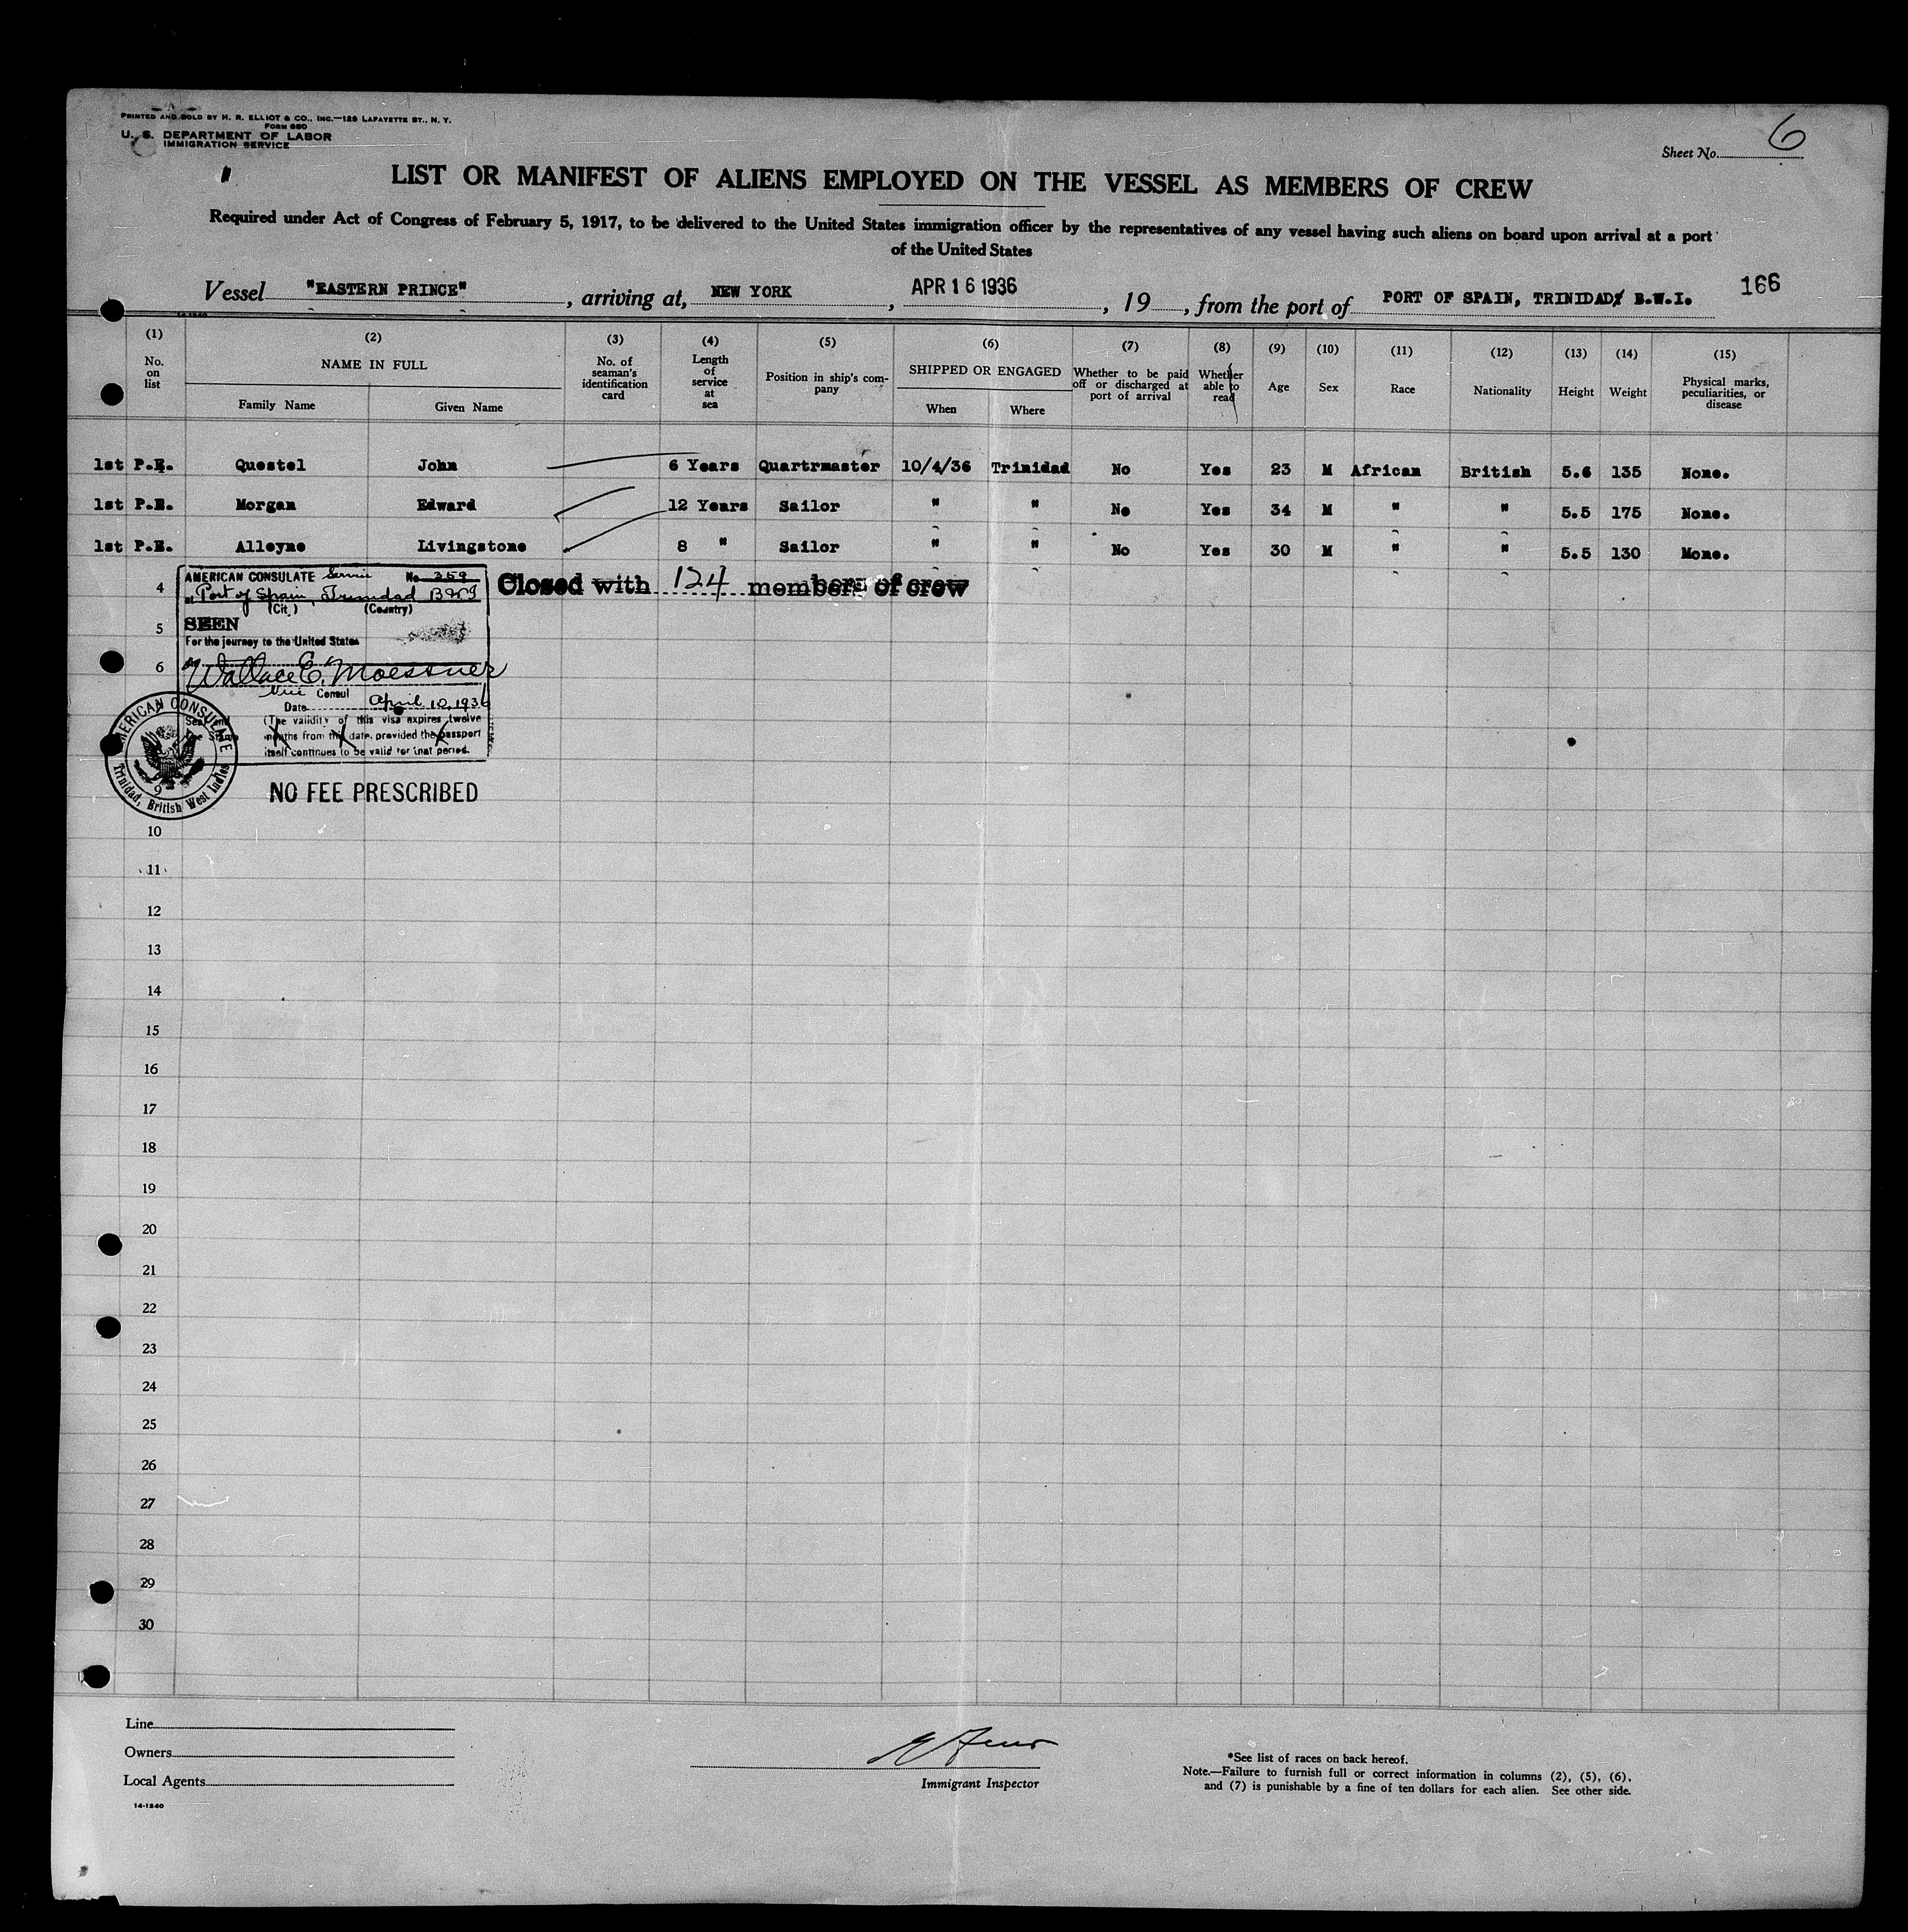 PRINTED AND SOLD BY H. R. ELLIOT & CO., INC.—129 LAFAYETTE ST., N. Y.
FORM 680
U. S. DEPARTMENT OF LABOR
IMMIGRATION SERVICE
Sheet No. 6
LIST OR MANIFEST OF ALIENS EMPLOYED ON THE VESSEL AS MEMBERS OF CREW
Required under Act of Congress of February 5, 1917, to be delivered to the United States immigration officer by the representatives of any vessel having such aliens on board upon arrival at a port
of the United States
Vessel "EASTERN PRINCE", arriving at, NEW YORK, APR 16 1936, 19, from the port of PORT OF SPAIN, TRINIDAD, B.W.I. 166
(1) (2) (3) (4) (5) (6) (7) (8) (9) (10) (11) (12) (13) (14) (15)
No. on list NAME IN FULL Family Name Given Name No. of seaman's identification card Length of service at sea Position in ship's company SHIPPED OR ENGAGED When Where Whether to be paid off or discharged at port of arrival Whether able to read Age Sex Race Nationality Height Weight Physical marks, peculiarities, or disease
1st P.E. Questel John 6 Years Quartrmaster 10/4/36 Trinidad No Yes 23 M African British 5.6 135 None.
1st P.E. Morgan Edward 12 Years Sailor " " No Yes 34 M " " 5.5 175 None.
1st P.E. Alleyne Livingstone 8 " Sailor " " No Yes 30 M " " 5.5 130 None.
4
AMERICAN CONSULATE Service No 259
Closed with 124 members of crew
at Port of Spain, Trinidad BWI
(City) (Country)
5
SEEN
For the journey to the United States
6
Wallace E. Moessner
Vice Consul
Date April 10, 1936
Seal and
(The validity of this visa expires twelve
months from this date, provided the passport
itself continues to be valid for that period.
AMERICAN CONSULATE
Trinidad, British West Indies
9
NO FEE PRESCRIBED
10
11
12
13
14
15
16
17
18
19
20
21
22
23
24
25
26
27
28
29
30
Line
Owners
Local Agents
14-1240
Immigrant Inspector
*See list of races on back hereof.
Note.—Failure to furnish full or correct information in columns (2), (5), (6),
and (7) is punishable by a fine of ten dollars for each alien. See other side.